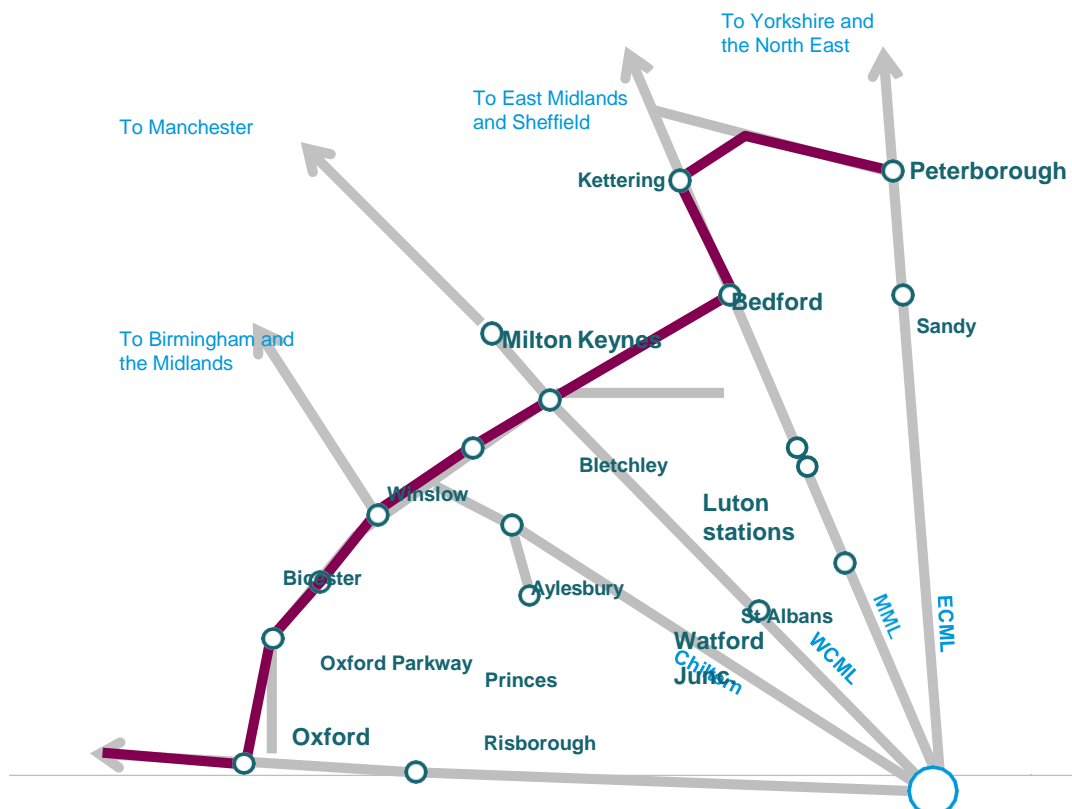 To Yorkshire and
the North East
To East Midlands
and Sheffield
To Manchester
Kettering
Peterborough
Bedford
Sandy
To Birmingham and
the Midlands
Milton Keynes
Bletchley
Winslow
Luton
stations
Bicester
Aylesbury
St Albans
MML
ECML
WCML
Watford
Junc.
Chiltern
Oxford Parkway
Princes
Risborough
Oxford